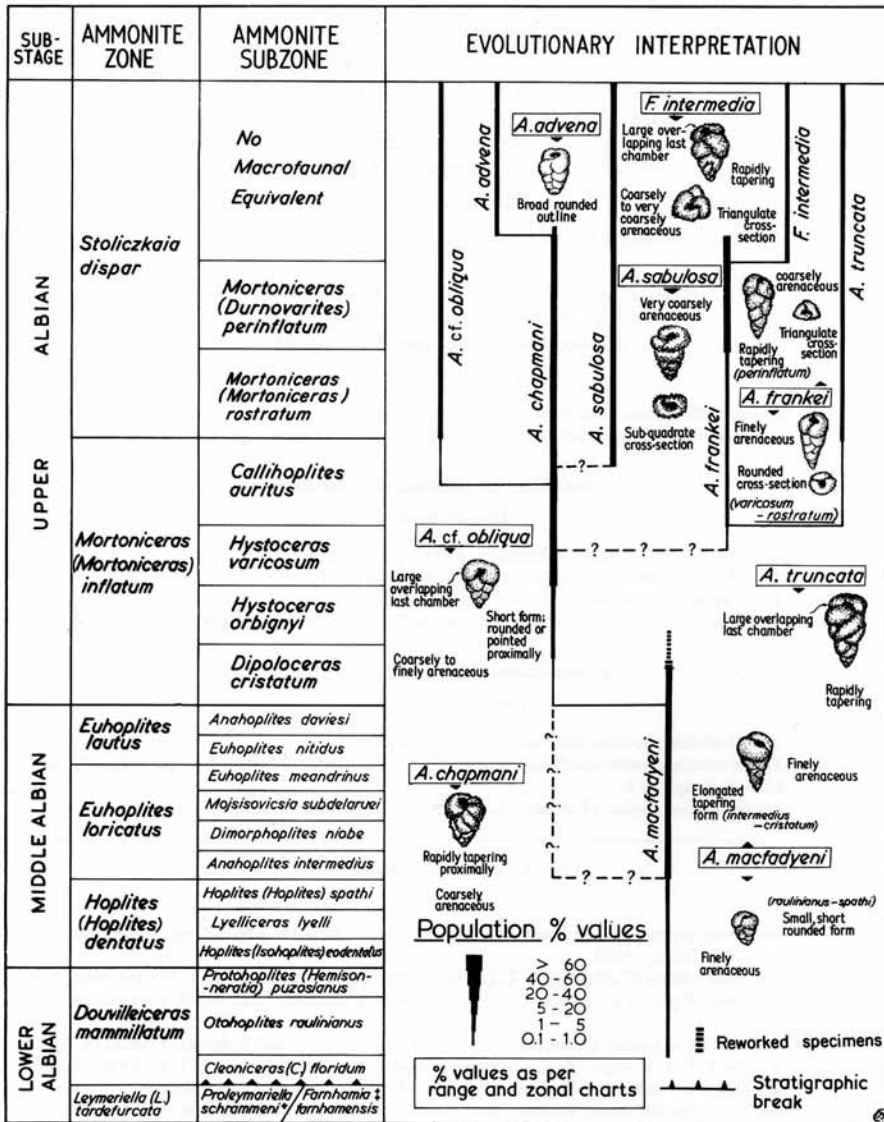 SUB-
STAGE
AMMONITE
ZONE
AMMONITE
SUBZONE
EVOLUTIONARY INTERPRETATION
ALBIAN
UPPER
MIDDLE ALBIAN
LOWER
ALBIAN
Stoliczkaia
dispar
Mortoniceras
(Mortoniceras)
inflatum
Euhoplites
lautus
Euhoplites
loricatus
Hoplites
(Hoplites)
dentatus
Douvilleiceras
mammillatum
Leymeriella (L.)
tardefurcata
No
Macrofaunal
Equivalent
Mortoniceras
(Durnovarites)
perinflatum
Mortoniceras
(Mortoniceras)
rostratum
Callihoplites
auritus
Hystoceras
varicosum
Hystoceras
orbignyi
Dipoloceras
cristatum
Anahoplites daviesi
Euhoplites nitidus
Euhoplites meandrinus
Mojsisovicsia subdelaruei
Dimorphoplites niobe
Anahoplites intermedius
Hoplites (Hoplites) spathi
Lyelliceras lyelli
Hoplites (Isohoplites) eodentatus
Protohoplites (Hemison-
neratia) puzosianus
Otohoplites raulinianus
Cleoniceras (C) floridum
Proleymariella
schrammeni*
/ Farnhamia ‡
farnhamensis
A. cf. obliqua
A. advena
A. chapmani
A. sabulosa
A. frankei
F. intermedia
A. truncata
A. macfadyeni
A. advena
Broad rounded
outline
F. intermedia
Large over-
lapping last
chamber
Rapidly
tapering
Coarsely
to very
coarsely
arenaceous
Triangulate
cross-
section
A. sabulosa
Very coarsely
arenaceous
Sub-quadrate
cross-section
coarsely
arenaceous
Triangulate
cross-
section
Rapidly
tapering
(perinflatum)
A. frankei
Finely
arenaceous
Rounded
cross-section
(varicosum
- rostratum)
A. cf. obliqua
Large
overlapping
last chamber
Short form:
rounded or
pointed
proximally
Coarsely to
finely arenaceous
A. truncata
Large overlapping
last chamber
Rapidly
tapering
A. chapmani
Rapidly tapering
proximally
Coarsely
arenaceous
Finely
arenaceous
Elongated
tapering
form (intermedius
-cristatum)
A. macfadyeni
(raulinianus-spathi)
Small, short
rounded form
Finely
arenaceous
?
?
?
?
?
?
?
?
?
?
Population % values
> 60
40 - 60
20 - 40
5 - 20
1 - 5
0.1 - 1.0
% values as per
range and zonal charts
Reworked specimens
Stratigraphic
break